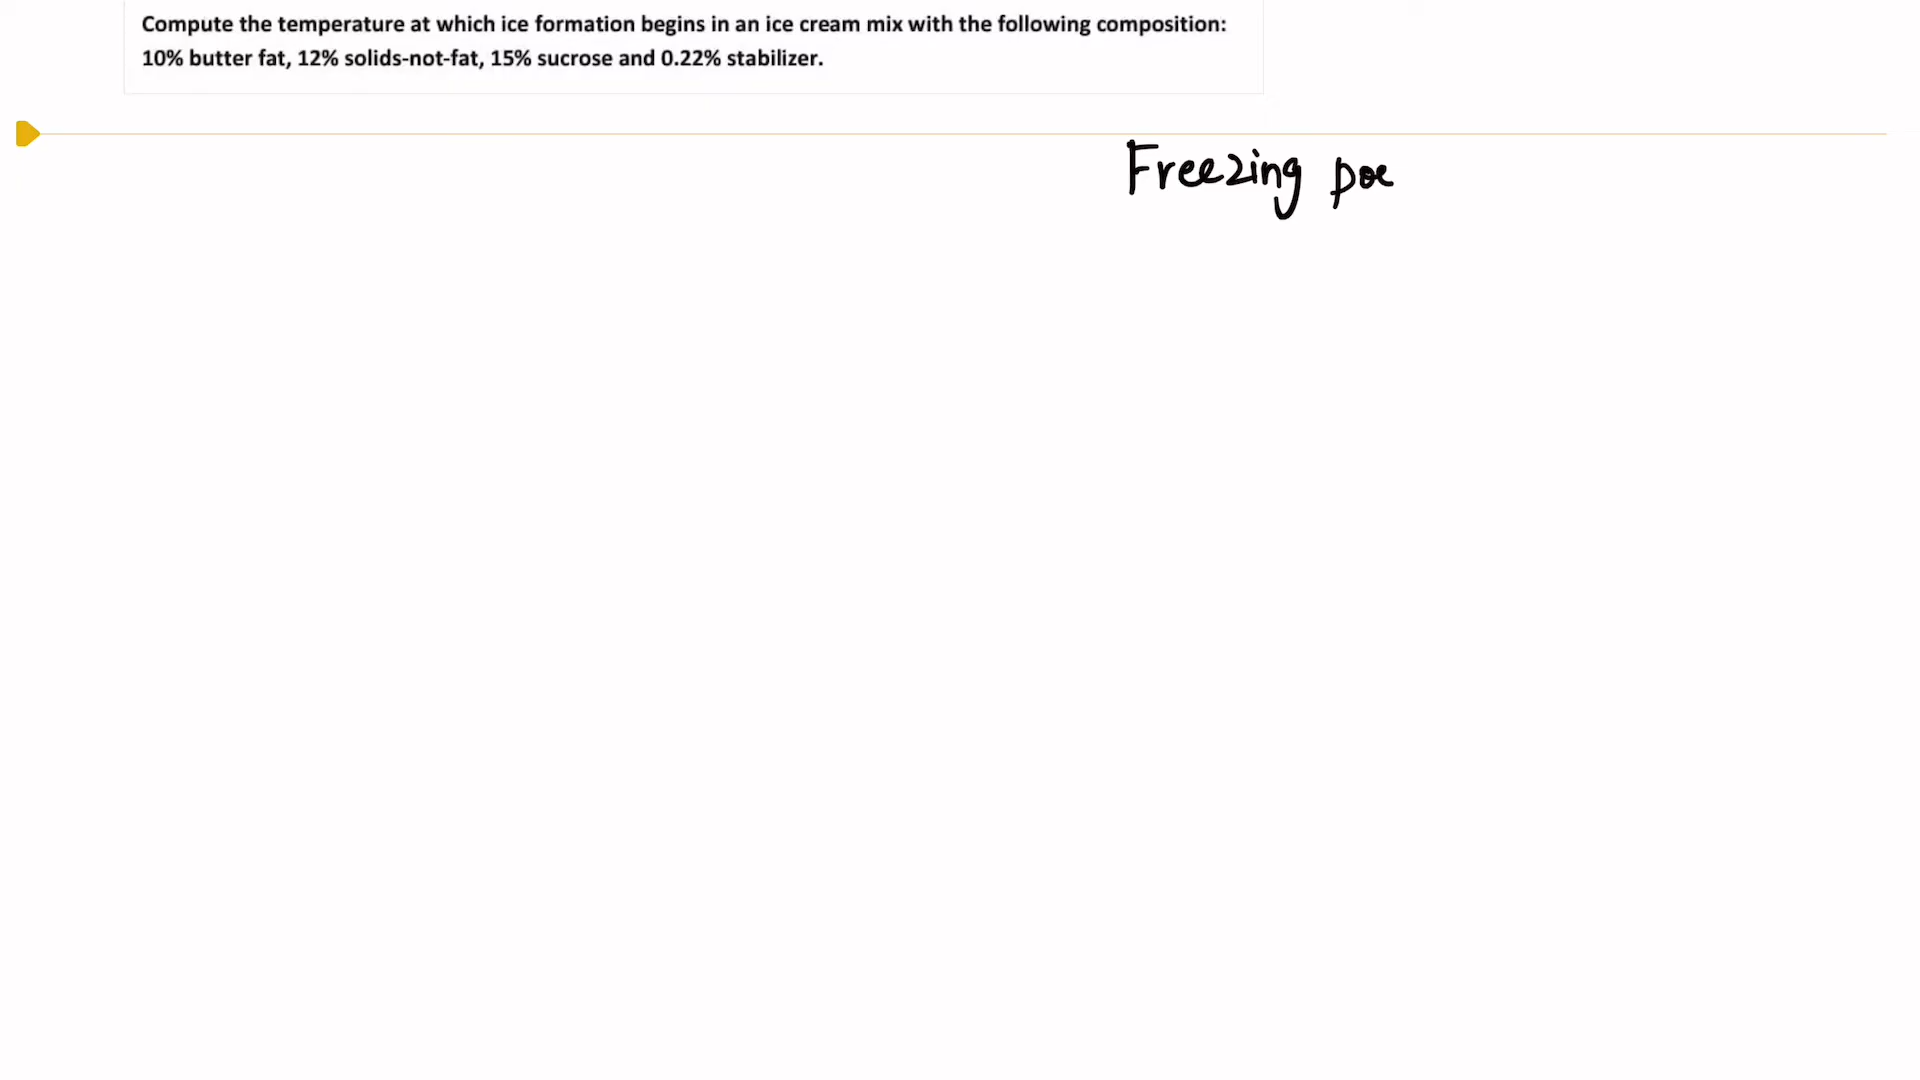 Compute the temperature at which ice formation begins in an ice cream mix with the following composition:
10% butter fat, 12% solids-not-fat, 15% sucrose and 0.22% stabilizer.
Freezing poe